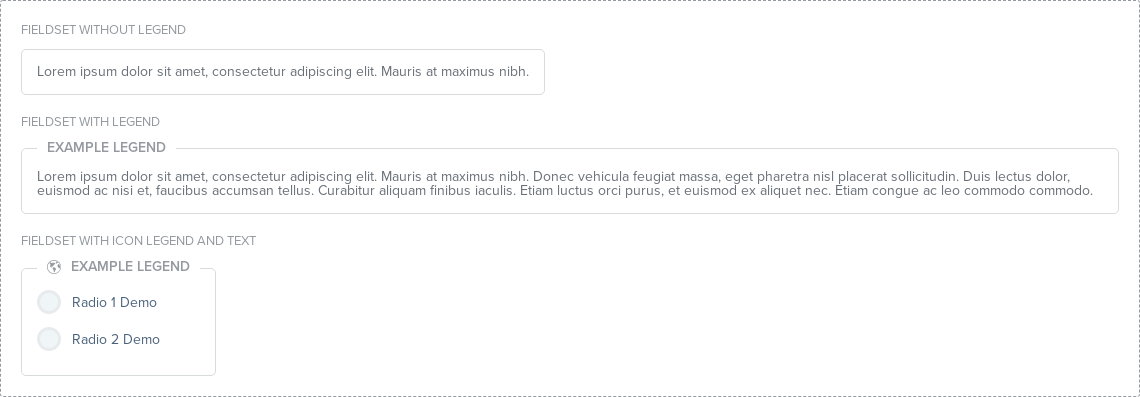 FIELDSET WITHOUT LEGEND
Lorem ipsum dolor sit amet, consectetur adipiscing elit. Mauris at maximus nibh.
FIELDSET WITH LEGEND
EXAMPLE LEGEND
Lorem ipsum dolor sit amet, consectetur adipiscing elit. Mauris at maximus nibh. Donec vehicula feugiat massa, eget pharetra nisl placerat sollicitudin. Duis lectus dolor,
euismod ac nisi et, faucibus accumsan tellus. Curabitur aliquam finibus iaculis. Etiam luctus orci purus, et euismod ex aliquet nec. Etiam congue ac leo commodo commodo.
FIELDSET WITH ICON LEGEND AND TEXT
EXAMPLE LEGEND
Radio 1 Demo
Radio 2 Demo